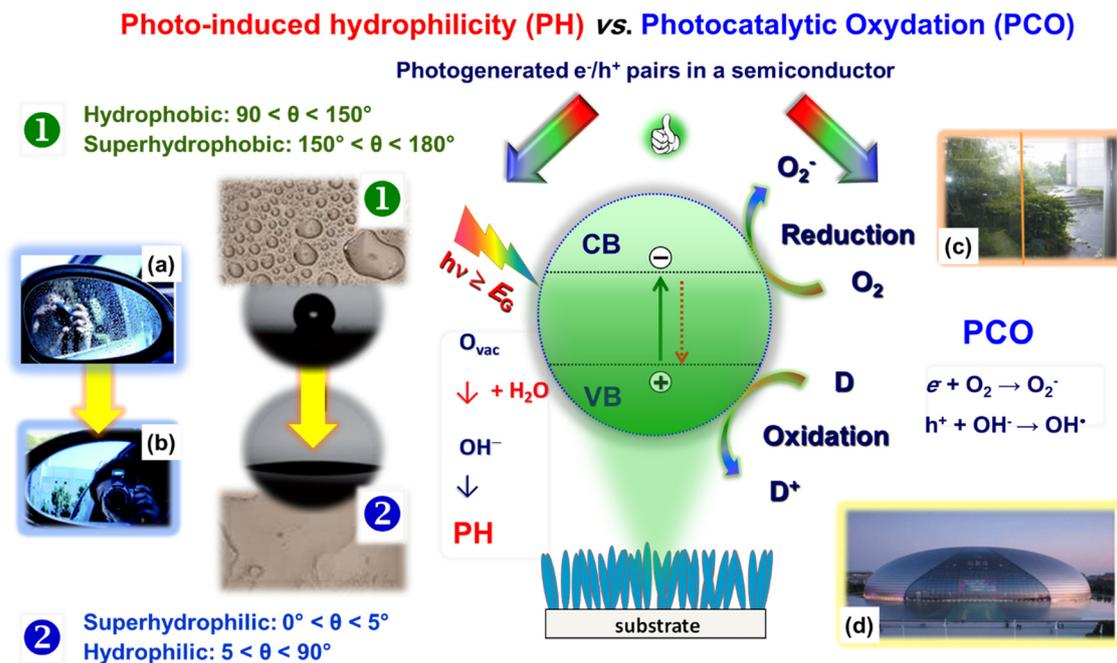 Photo-induced hydrophilicity (PH) vs. Photocatalytic Oxydation (PCO)
Photogenerated e⁻/h⁺ pairs in a semiconductor
1
Hydrophobic: 90 < θ < 150°
Superhydrophobic: 150° < θ < 180°
1
(a)
(b)
2
2
Superhydrophilic: 0° < θ < 5°
Hydrophilic: 5 < θ < 90°
hν ≥ E_G
O_vac
↓ + H₂O
OH⁻
↓
PH
CB
−
+
VB
O₂⁻
Reduction
O₂
D
Oxidation
D⁺
substrate
(c)
PCO
e⁻ + O₂ → O₂⁻
h⁺ + OH⁻ → OH•
(d)